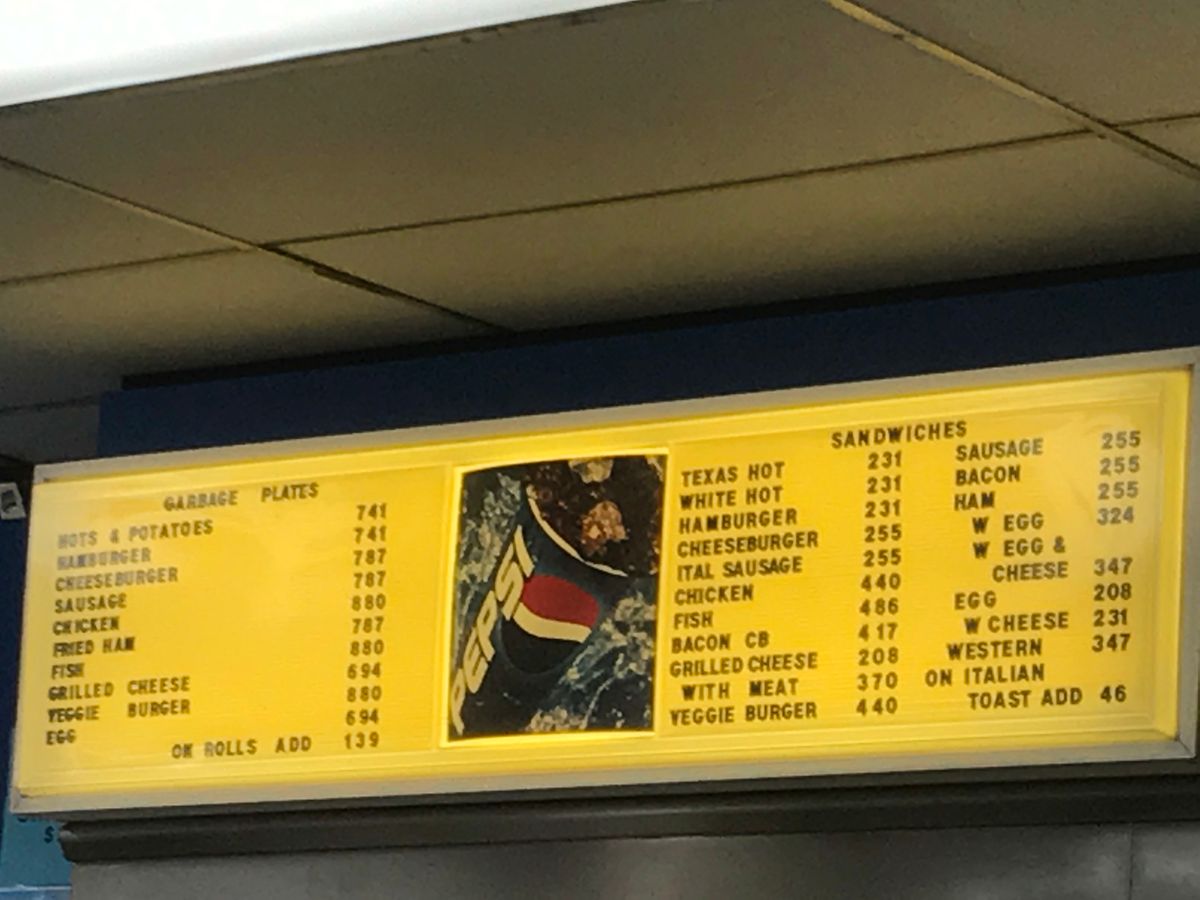 GARBAGE PLATES
HOTS & POTATOES 741
HAMBURGER 741
CHEESEBURGER 787
SAUSAGE 787
CHICKEN 880
FRIED HAM 787
FISH 880
GRILLED CHEESE 694
VEGGIE BURGER 880
EGG 694
ON ROLLS ADD 139
PEPSI
SANDWICHES
TEXAS HOT 231
WHITE HOT 231
HAMBURGER 231
CHEESEBURGER 255
ITAL SAUSAGE 255
CHICKEN 440
FISH 486
BACON CB 417
GRILLED CHEESE 208
WITH MEAT 370
VEGGIE BURGER 440
SAUSAGE 255
BACON 255
HAM 255
W EGG 324
W EGG &
CHEESE 347
EGG 208
W CHEESE 231
WESTERN 347
ON ITALIAN
TOAST ADD 46